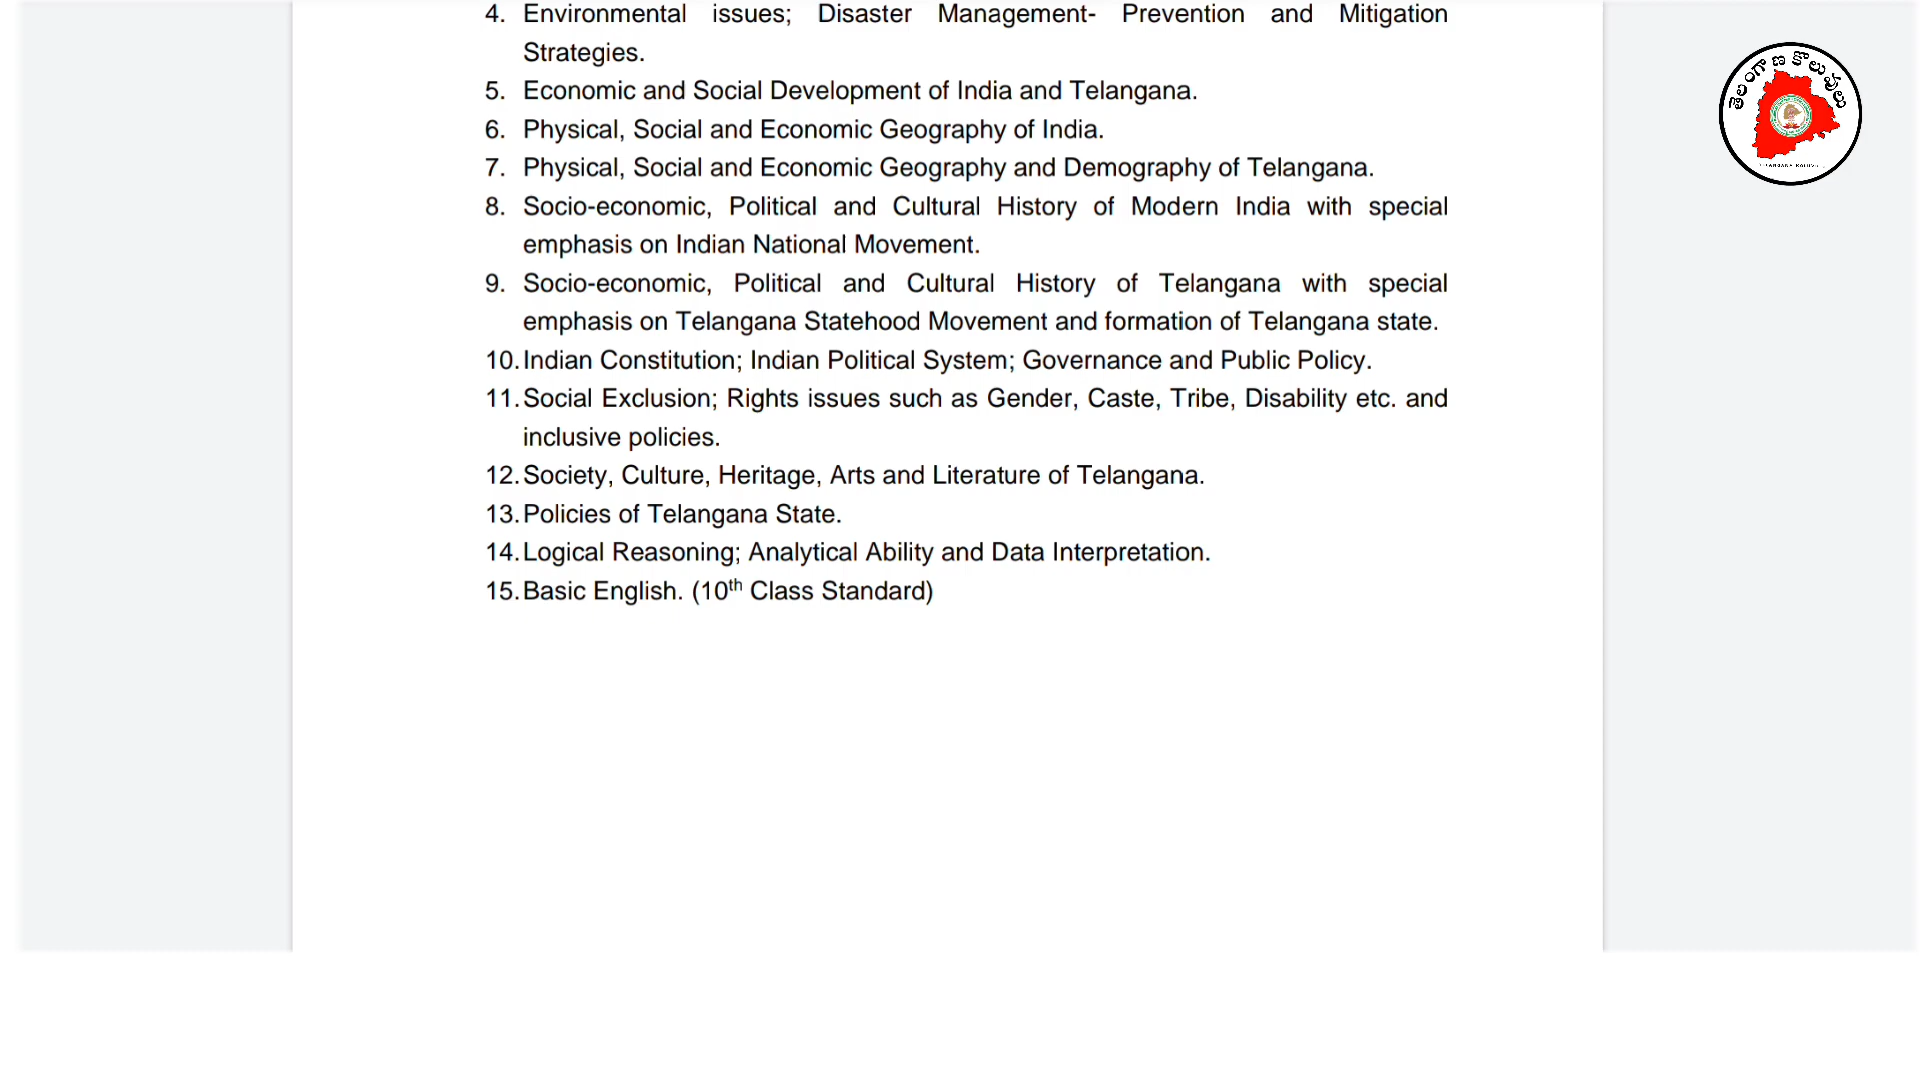 4. Environmental issues; Disaster Management- Prevention and Mitigation
Strategies.
5. Economic and Social Development of India and Telangana.
6. Physical, Social and Economic Geography of India.
7. Physical, Social and Economic Geography and Demography of Telangana.
8. Socio-economic, Political and Cultural History of Modern India with special
emphasis on Indian National Movement.
9. Socio-economic, Political and Cultural History of Telangana with special
emphasis on Telangana Statehood Movement and formation of Telangana state.
10. Indian Constitution; Indian Political System; Governance and Public Policy.
11. Social Exclusion; Rights issues such as Gender, Caste, Tribe, Disability etc. and
inclusive policies.
12. Society, Culture, Heritage, Arts and Literature of Telangana.
13. Policies of Telangana State.
14. Logical Reasoning; Analytical Ability and Data Interpretation.
15. Basic English. (10th Class Standard)
తెలంగాణ కొలువులు